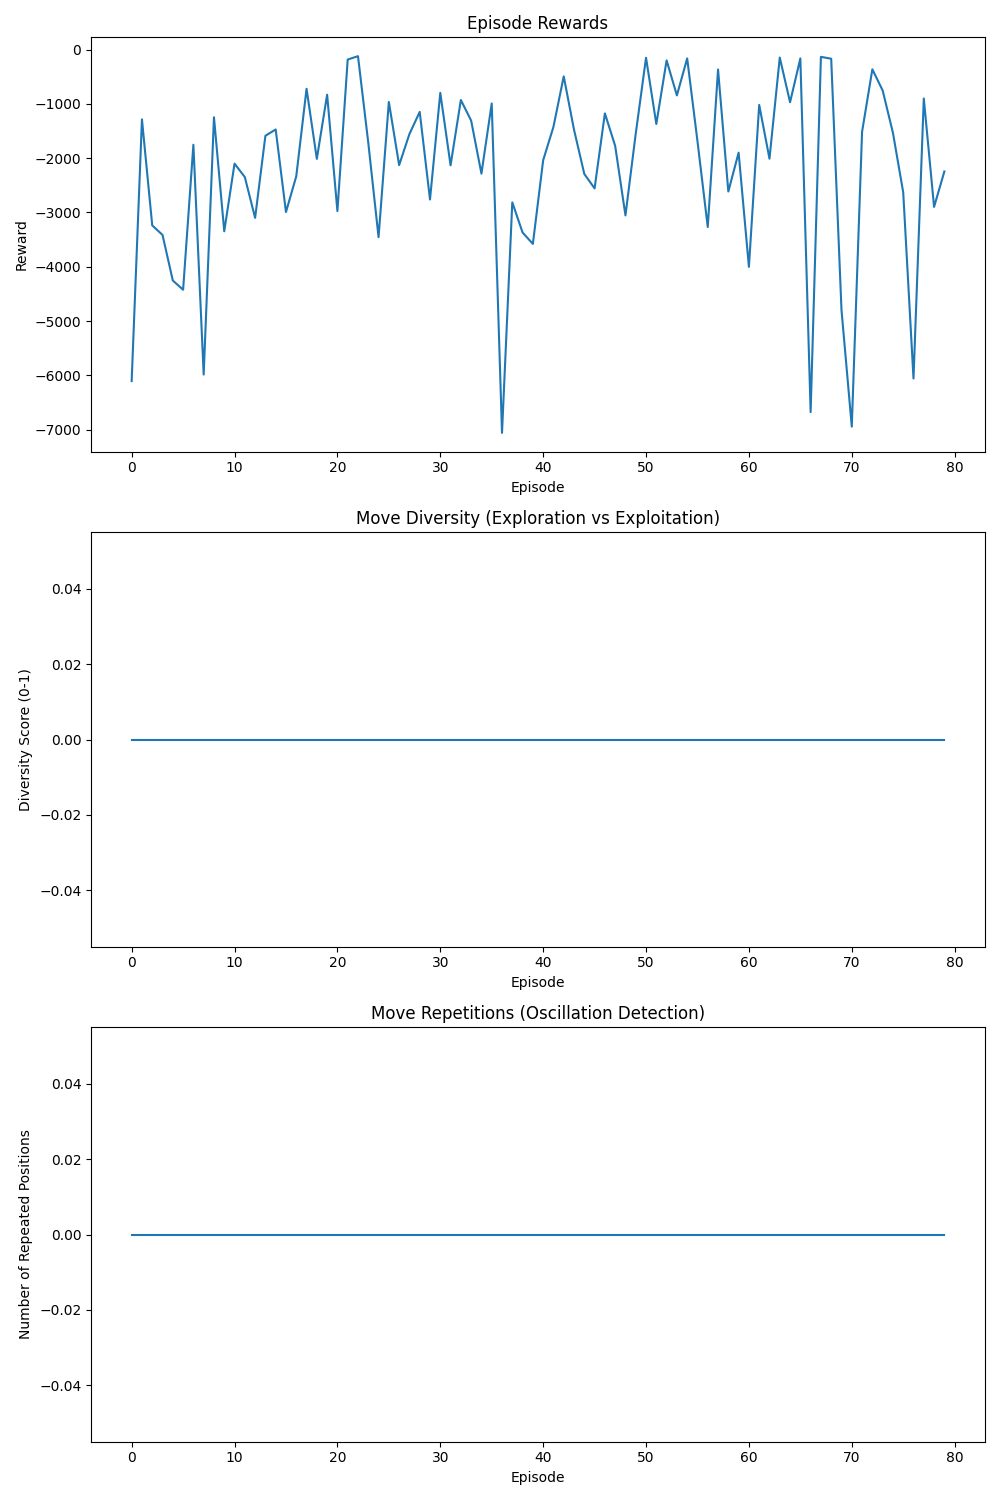 Episode Rewards
0
−1000
−2000
−3000
−4000
−5000
−6000
−7000
Reward
0 10 20 30 40 50 60 70 80
Episode
Move Diversity (Exploration vs Exploitation)
0.04
0.02
0.00
−0.02
−0.04
Diversity Score (0-1)
0 10 20 30 40 50 60 70 80
Episode
Move Repetitions (Oscillation Detection)
0.04
0.02
0.00
−0.02
−0.04
Number of Repeated Positions
0 10 20 30 40 50 60 70 80
Episode